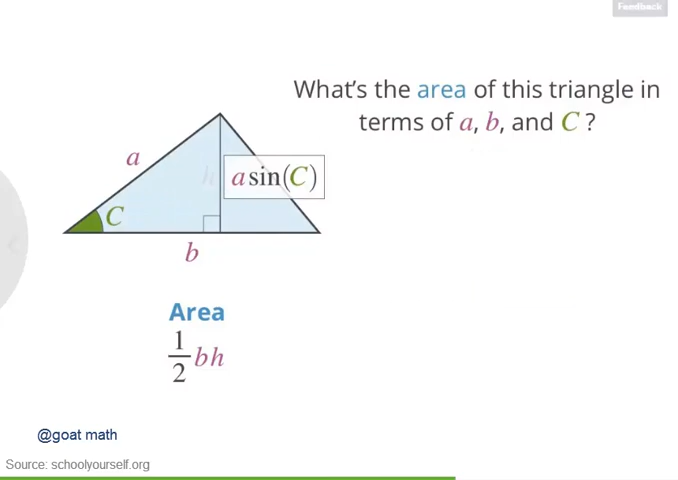 Feedback
What's the area of this triangle in
terms of a, b, and C ?
a
h
a sin(C)
C
b
Area
1/2 bh
@goat math
Source: schoolyourself.org